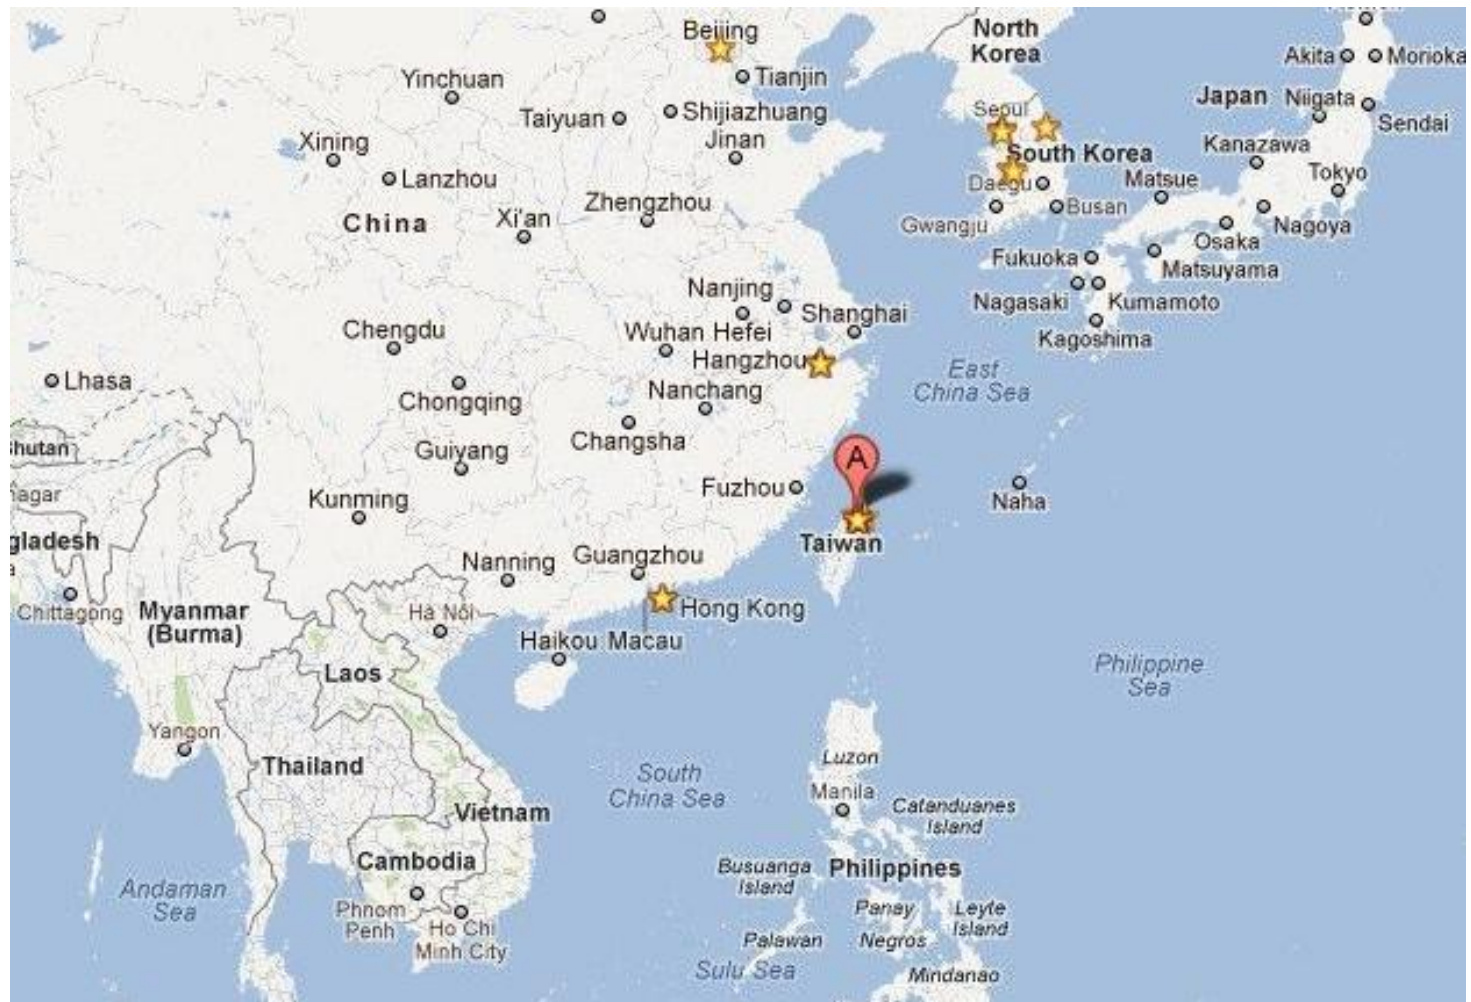 Beijing
North
Korea
Akita
Morioka
Yinchuan
Tianjin
Japan
Niigata
Taiyuan
Shijiazhuang
Seoul
Sendai
Xining
Jinan
South Korea
Kanazawa
Lanzhou
Daegu
Matsue
Tokyo
China
Xi'an
Zhengzhou
Gwangju
Busan
Osaka
Nagoya
Fukuoka
Matsuyama
Nanjing
Shanghai
Nagasaki
Kumamoto
Chengdu
Wuhan
Hefei
Kagoshima
Hangzhou
East
China Sea
Lhasa
Chongqing
Nanchang
Changsha
Guiyang
A
hutan
nagar
Kunming
Fuzhou
Naha
gladesh
Taiwan
Nanning
Guangzhou
Chittagong
Myanmar
(Burma)
Hà Nội
Hong Kong
Haikou
Macau
Laos
Philippine
Sea
Yangon
Thailand
Luzon
South
China Sea
Manila
Vietnam
Catanduanes
Island
Cambodia
Busuanga
Island
Philippines
Andaman
Sea
Phnom
Penh
Ho Chi
Minh City
Panay
Leyte
Island
Palawan
Negros
Sulu Sea
Mindanao